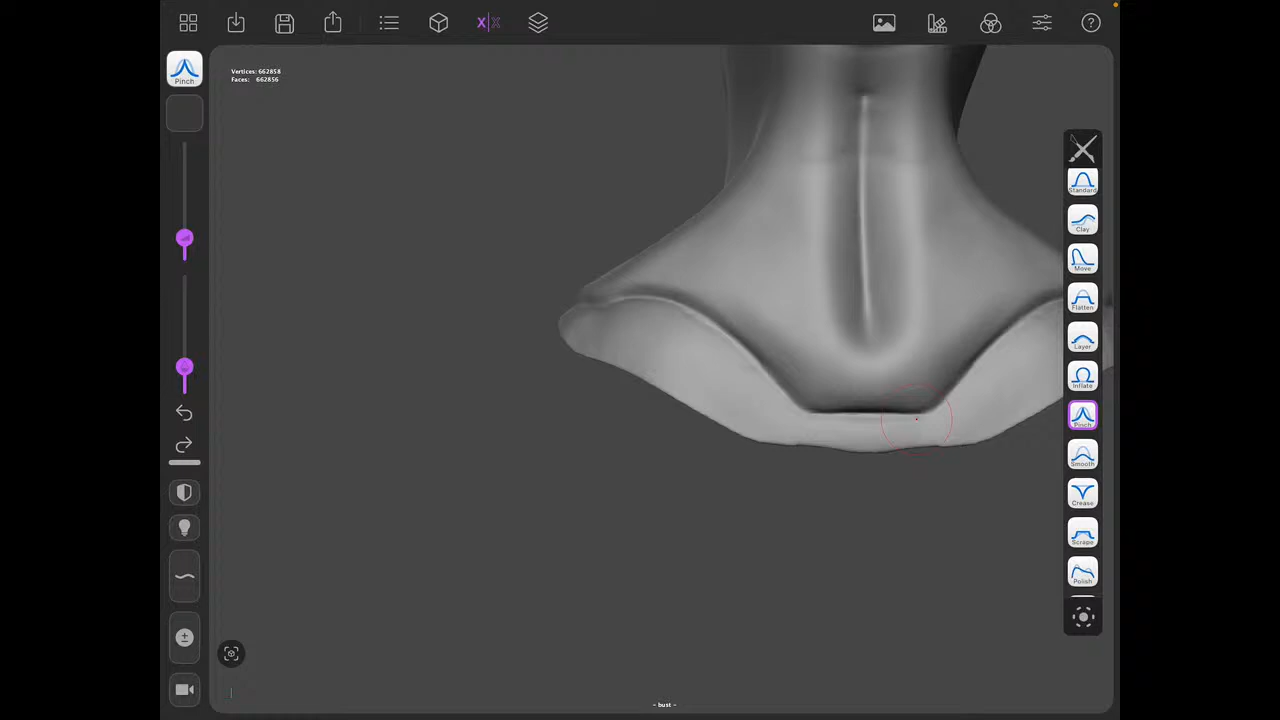 Pinch
Vertices: 662858
Faces: 662856
Standard
Clay
Move
Flatten
Layer
Inflate
Pinch
Smooth
Crease
Scrape
Polish
~ bust ~